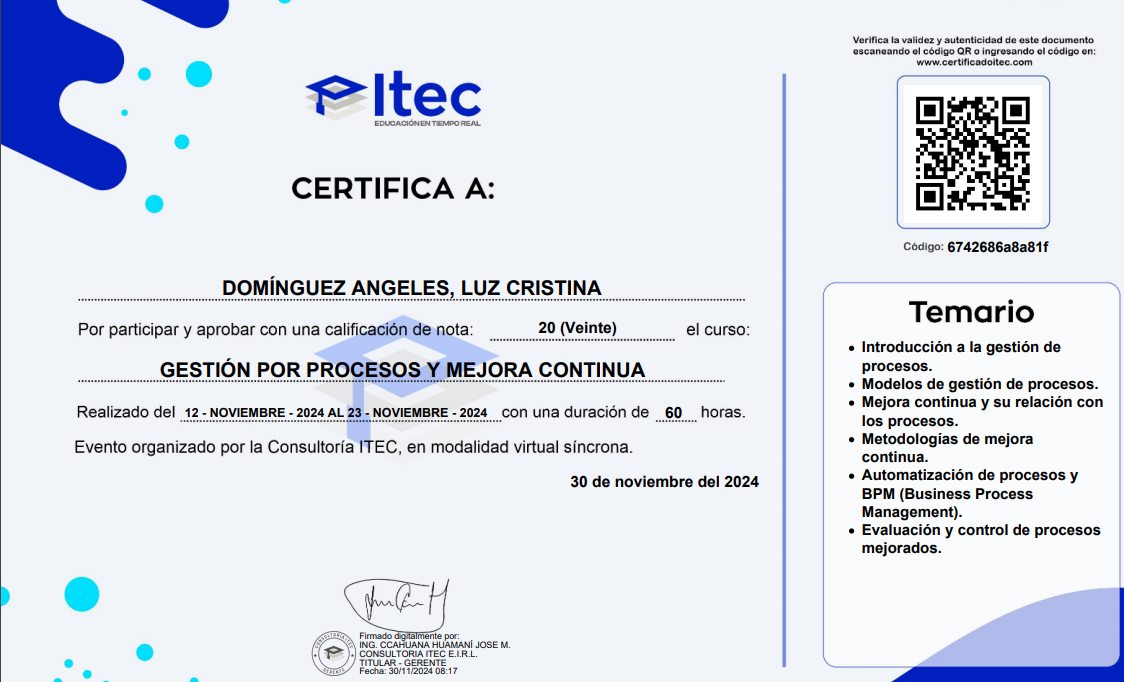 Itec
EDUCACIÓN EN TIEMPO REAL
CERTIFICA A:
DOMÍNGUEZ ANGELES, LUZ CRISTINA
Por participar y aprobar con una calificación de nota: 20 (Veinte) el curso:
GESTIÓN POR PROCESOS Y MEJORA CONTINUA
Realizado del 12 - NOVIEMBRE - 2024 AL 23 - NOVIEMBRE - 2024 con una duración de 60 horas.
Evento organizado por la Consultoría ITEC, en modalidad virtual síncrona.
30 de noviembre del 2024
CONSULTORIA ITEC
GERENTE
Firmado digitalmente por:
ING. CCAHUANA HUAMANÍ JOSE M.
CONSULTORIA ITEC E.I.R.L.
TITULAR - GERENTE
Fecha: 30/11/2024 08:17
Verifica la validez y autenticidad de este documento
escaneando el código QR o ingresando el código en:
www.certificadoitec.com
Código: 6742686a8a81f
Temario
• Introducción a la gestión de
procesos.
• Modelos de gestión de procesos.
• Mejora continua y su relación con
los procesos.
• Metodologías de mejora
continua.
• Automatización de procesos y
BPM (Business Process
Management).
• Evaluación y control de procesos
mejorados.